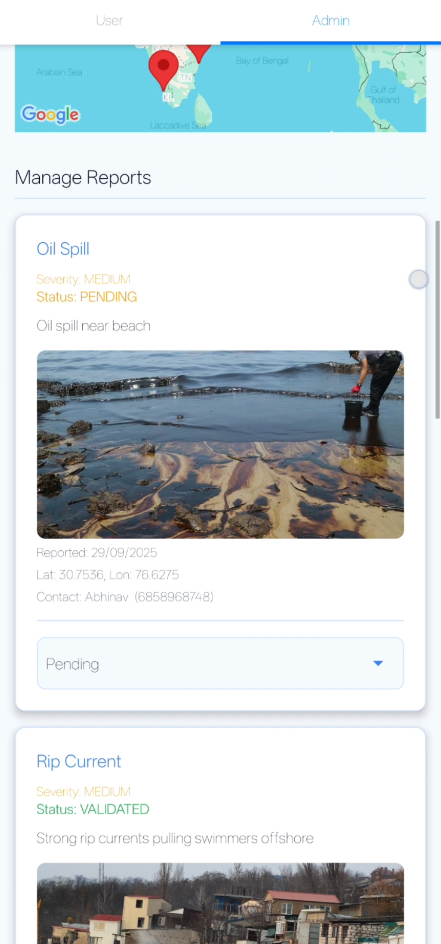 User
Admin
Arabian Sea
Bay of Bengal
TN
KL
Gulf of
Thailand
Google
Laccadive Sea
Manage Reports
Oil Spill
Severity: MEDIUM
Status: PENDING
Oil spill near beach
Reported: 29/09/2025
Lat: 30.7536, Lon: 76.6275
Contact: Abhinav (6858968748)
Pending
Rip Current
Severity: MEDIUM
Status: VALIDATED
Strong rip currents pulling swimmers offshore